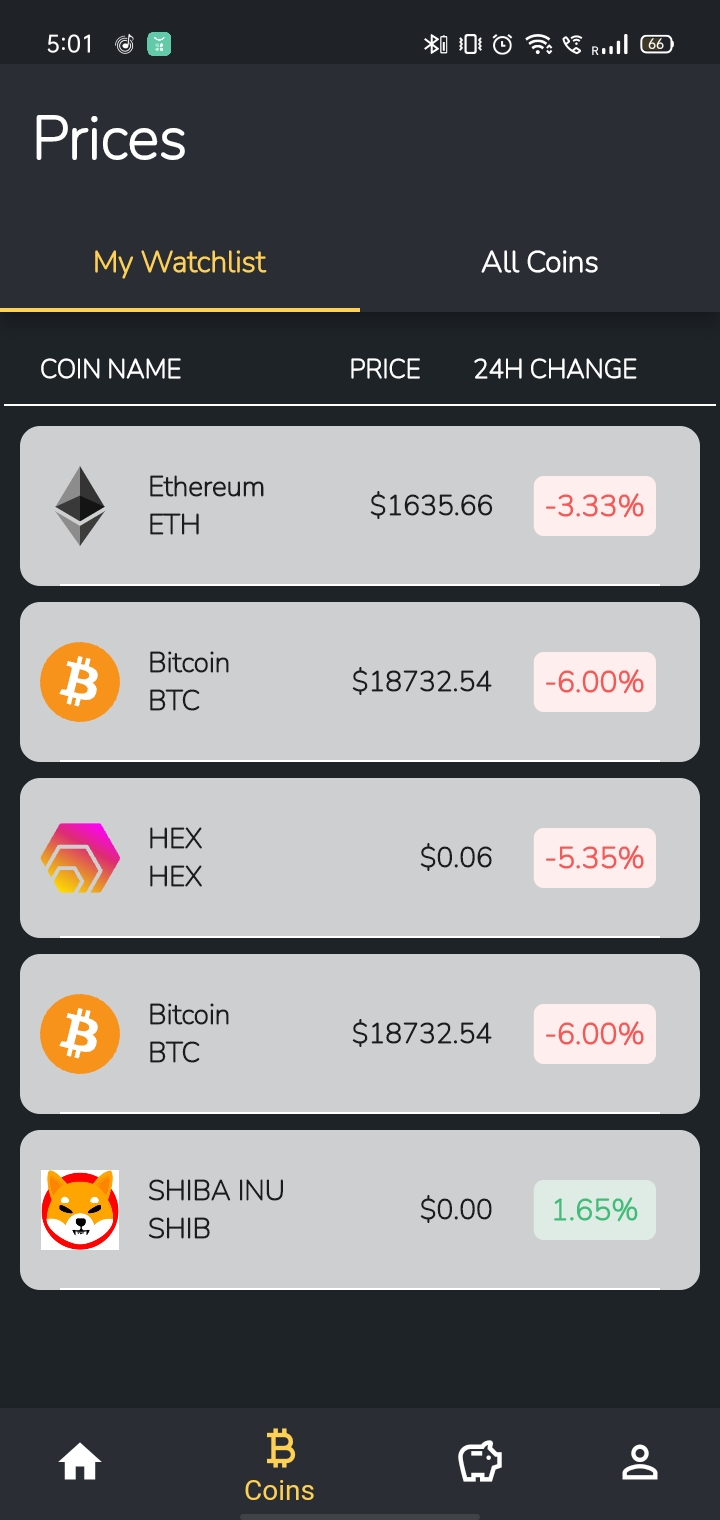 5:01
R 66
Prices
My Watchlist All Coins
COIN NAME PRICE 24H CHANGE
Ethereum
ETH
$1635.66 -3.33%
Bitcoin
BTC
$18732.54 -6.00%
HEX
HEX
$0.06 -5.35%
Bitcoin
BTC
$18732.54 -6.00%
SHIBA INU
SHIB
$0.00 1.65%
Coins